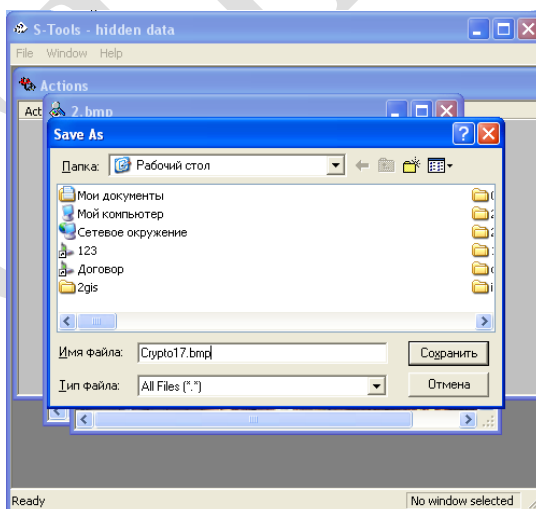 S-Tools - hidden data
File Window Help
Actions
Act
2.bmp
Save As
Папка: Рабочий стол
Мои документы
Мой компьютер
Сетевое окружение
123
Договор
2gis
Имя файла: Crypto17.bmp Сохранить
Тип файла: All Files (*.*) Отмена
Ready No window selected